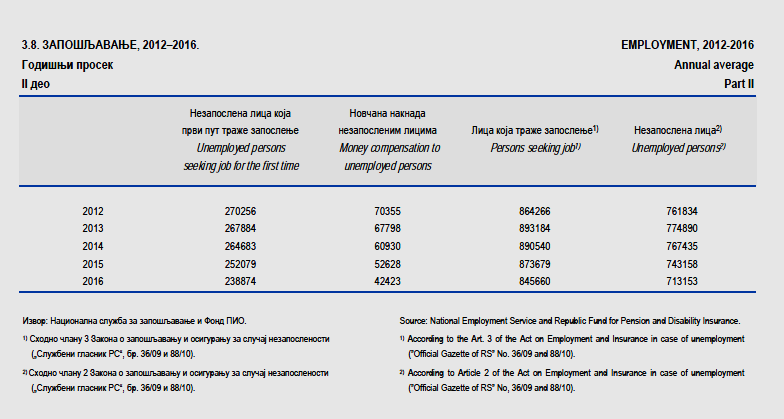 3.8. ЗАПОШЉАВАЊЕ, 2012–2016. EMPLOYMENT, 2012-2016
Годишњи просек Annual average
II део Part II
Незапослена лица која Новчана накнада
први пут траже запослење незапосленим лицима Лица која траже запослење1) Незапослена лица2)
Unemployed persons Money compensation to Persons seeking job1) Unemployed persons2)
seeking job for the first time unemployed persons
2012 270256 70355 864266 761834
2013 267884 67798 893184 774890
2014 264683 60930 890540 767435
2015 252079 52628 873679 743158
2016 238874 42423 845660 713153
Извор: Национална служба за запошљавање и Фонд ПИО. Source: National Employment Service and Republic Fund for Pension and Disability Insurance.
1) Сходно члану 3 Закона о запошљавању и осигурању за случај незапослености 1) According to the Art. 3 of the Act on Employment and Insurance in case of unemployment
(„Службени гласник РС“, бр. 36/09 и 88/10). ("Official Gazette of RS" No. 36/09 and 88/10).
2) Сходно члану 2 Закона о запошљавању и осигурању за случај незапослености 2) According to Article 2 of the Act on Employment and Insurance in case of unemployment
(„Службени гласник РС“, бр. 36/09 и 88/10). ("Official Gazette of RS" No, 36/09 and 88/10).